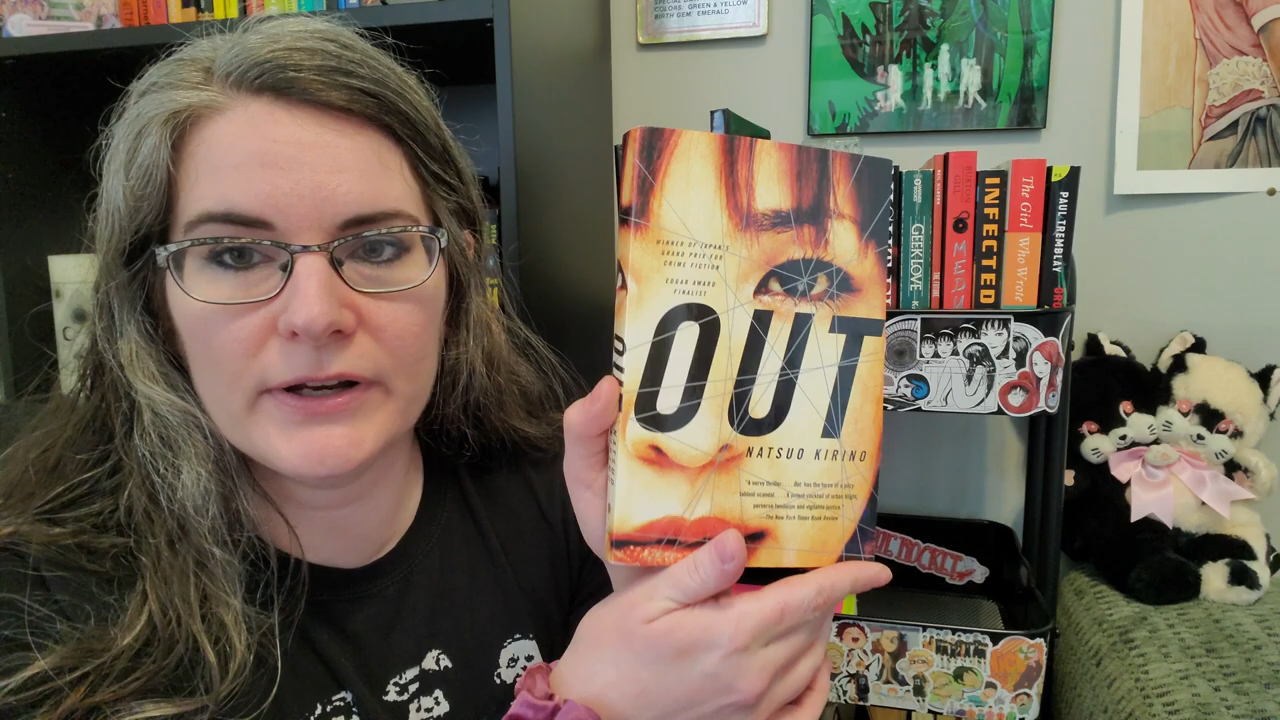 COLORS: GREEN & YELLOW
BIRTH GEM: EMERALD
WINNER OF JAPAN'S
GRAND PRIX FOR
CRIME FICTION
EDGAR AWARD
FINALIST
OUT
NATSUO KIRINO
"A nervy thriller . . . . But has the force of a juicy
tabloid scandal. . . . A potent cocktail of urban blight,
perverse feminism and vigilante justice."
—The New York Times Book Review
GEEK LOVE
INFECTED
The Girl
Who Wrote
PAUL TREMBLAY